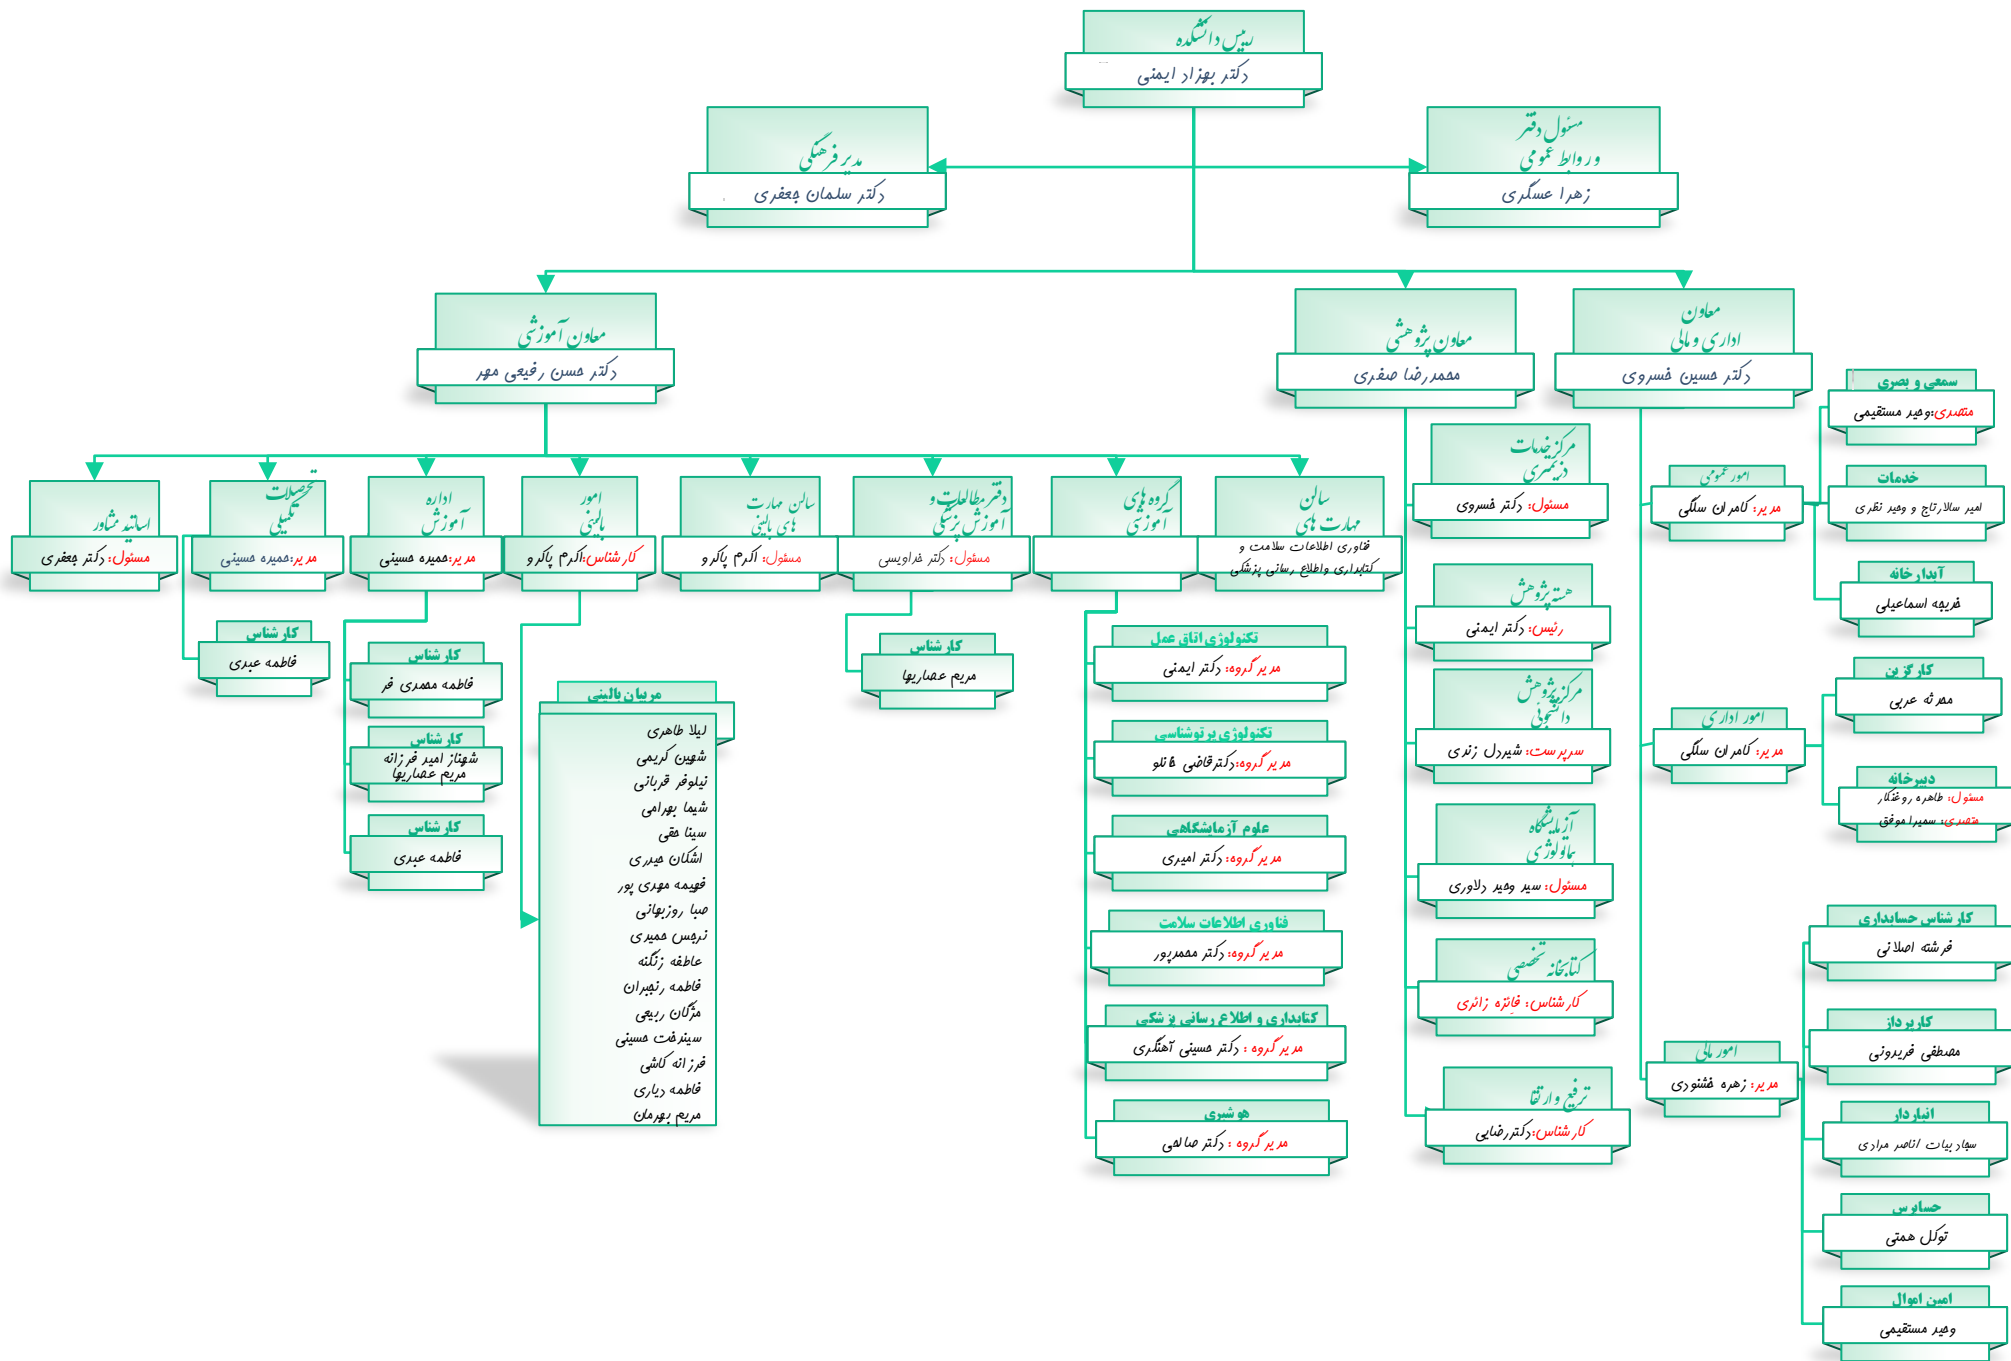 رییس دانشکده
دکتر بهزاد ایمنی
مسئول دفتر
و روابط عمومی
زهرا عسگری
مدیر فرهنگی
دکتر سلمان جعفری
معاون
اداری و مالی
دکتر حسین خسروی
معاون پژوهشی
محمدرضا صفری
معاون آموزشی
دکتر حسن رفیعی مهر
سمعی و بصری
متصدی:وحید مستقیمی
امور عمومی
مدیر: کامران سلگی
خدمات
امیر سالارتاج و وحید نظری
آبدارخانه
خریجه اسماعیلی
امور اداری
مدیر: کامران سلگی
کارگزین
محدثه عربی
دبیرخانه
مسئول: طاهره روغنکار
متصدی: سمیرا موفق
امور مالی
مدیر: زهره خشنودی
کارشناس حسابداری
فرشته اصلانی
کارپرداز
مصطفی فریدونی
انباردار
سجاد بیات /ناصر مرادی
حسابرس
توکل همتی
امین اموال
وحید مستقیمی
مرکز خدمات
مسئول: دکتر خسروی
هسته پژوهش
رئیس: دکتر ایمنی
مرکز پژوهش
دانشجوئی
سرپرست: شیردل زندی
آزمایشگاه
مسئول: سید وحید دلاوری
کتابخانه تخصصی
کارشناس: فائزه زائری
ترفیع و ارتقا
کارشناس:دکتررضایی
سالن
مهارت های
فناوری اطلاعات سلامت و
کتابداری واطلاع رسانی پزشکی
گروه های
آموزشی
تکنولوژی اتاق عمل
مدیر گروه: دکتر ایمنی
تکنولوژی پرتوشناسی
مدیر گروه:دکترقاضی خانلو
علوم آزمایشگاهی
مدیر گروه: دکتر امیری
فناوری اطلاعات سلامت
مدیر گروه: دکتر محمدپور
کتابداری و اطلاع رسانی پزشکی
مدیر گروه : دکتر حسینی آهنگری
هوشبری
مدیر گروه : دکتر صالحی
دفتر مطالعات و
آموزش پزشکی
مسئول: دکتر خراویسی
کارشناس
مریم عصاریها
سالن مهارت
های بالینی
مسئول: اکرم پاکرو
امور
بالینی
کارشناس:اکرم پاکرو
مربیان بالینی
لیلا طاهری
شهین کریمی
نیلوفر قربانی
شیما بهرامی
سینا حقی
اشکان حیدری
فهیمه مهدی پور
صبا روزبهانی
نرجس حمیدی
عاطفه زنگنه
فاطمه رنجبران
مژگان ربیعی
سیندخت حسینی
فرزانه کاشی
فاطمه دیاری
مریم بهرمان
اداره
آموزش
مدیر:حمیده حسینی
کارشناس
فاطمه محمدی فر
کارشناس
شهناز امیر فرزانه
مریم عصاریها
کارشناس
فاطمه عبدی
تحصیلات
تکمیلی
مدیر:حمیده حسینی
کارشناس
فاطمه عبدی
اساتید مشاور
مسئول: دکتر جعفری